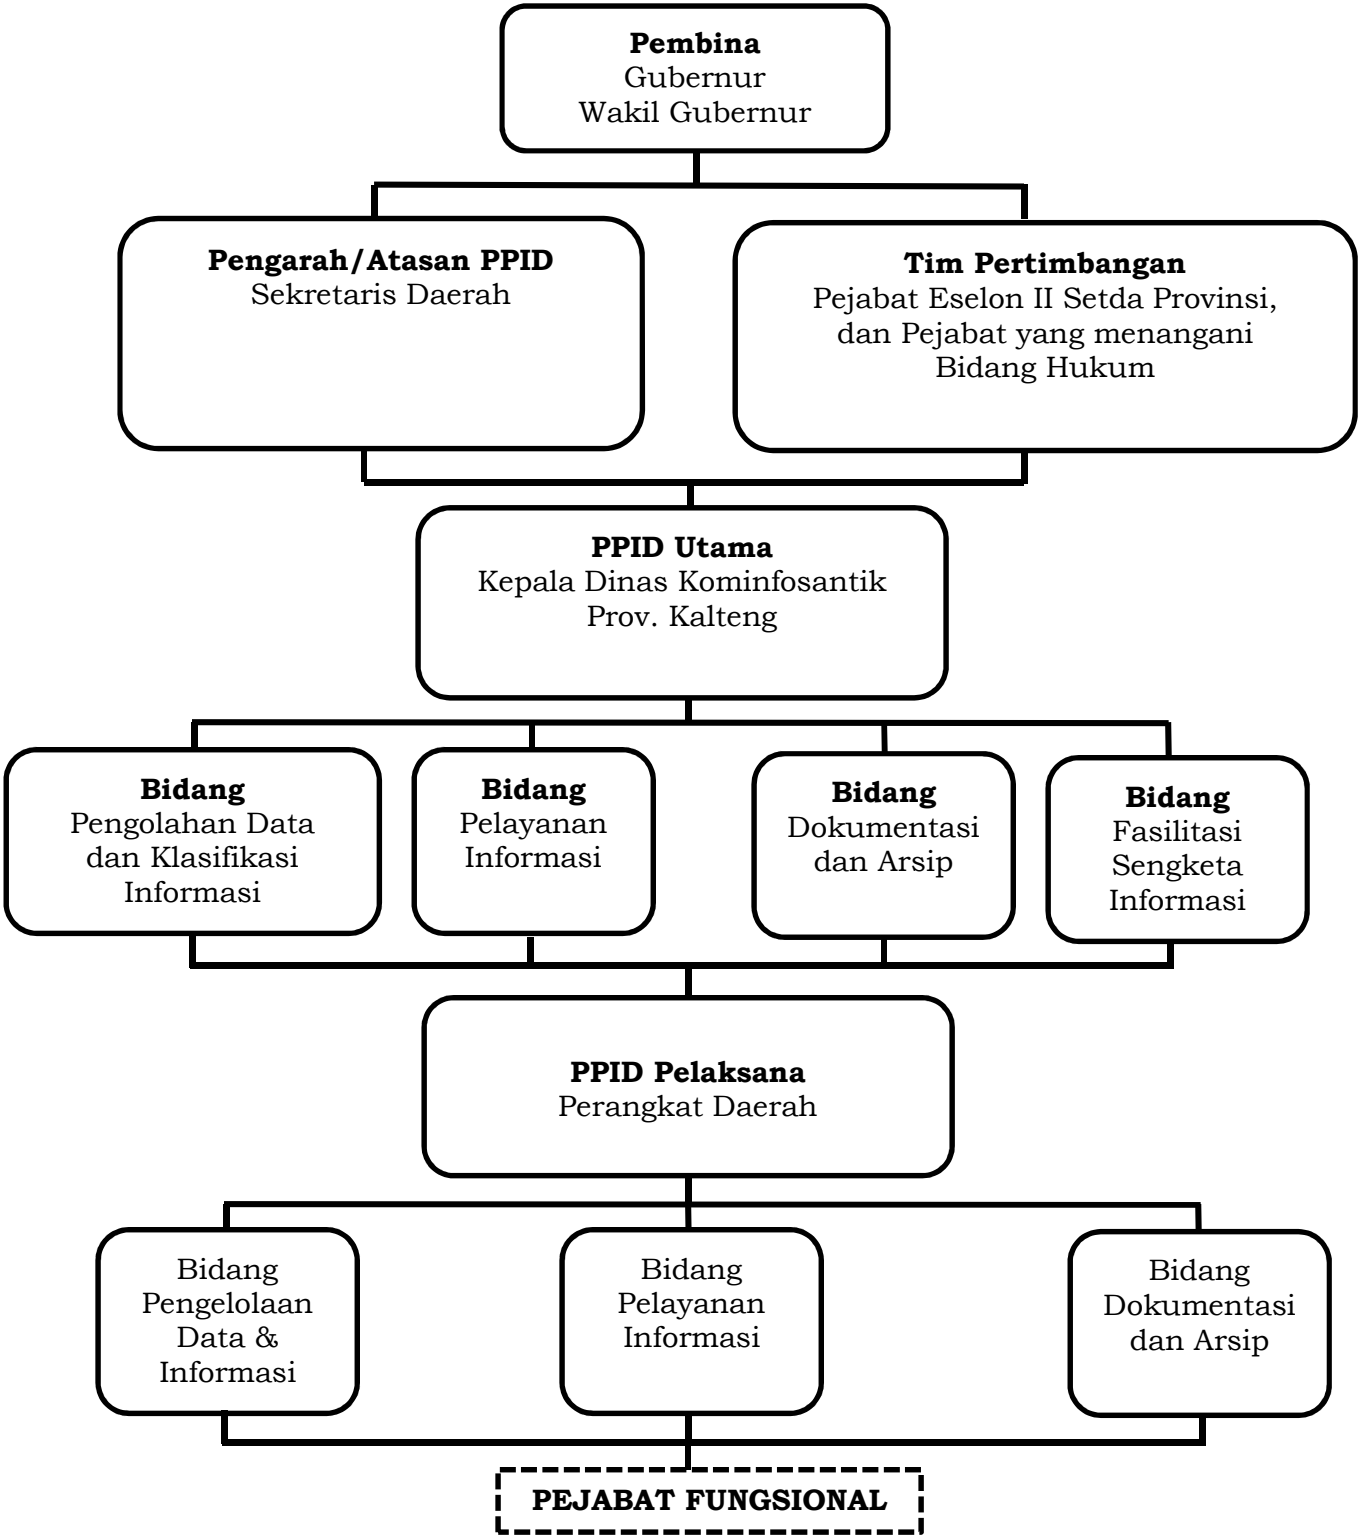 Pembina
Gubernur
Wakil Gubernur
Pengarah/Atasan PPID
Sekretaris Daerah
Tim Pertimbangan
Pejabat Eselon II Setda Provinsi,
dan Pejabat yang menangani
Bidang Hukum
PPID Utama
Kepala Dinas Kominfosantik
Prov. Kalteng
Bidang
Pengolahan Data
dan Klasifikasi
Informasi
Bidang
Pelayanan
Informasi
Bidang
Dokumentasi
dan Arsip
Bidang
Fasilitasi
Sengketa
Informasi
PPID Pelaksana
Perangkat Daerah
Bidang
Pengelolaan
Data &
Informasi
Bidang
Pelayanan
Informasi
Bidang
Dokumentasi
dan Arsip
PEJABAT FUNGSIONAL